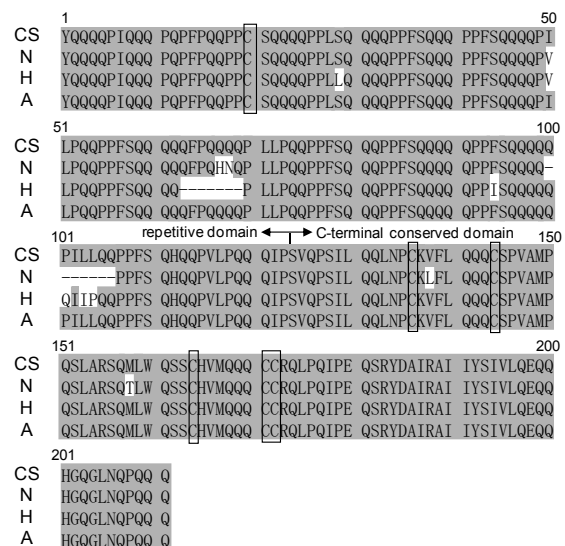 1 50
CS YQQQQPIQQQ PQPFPQQPPC SQQQQPPLSQ QQQPPFSQQQ PPFSQQQQPI
N YQQQQPIQQQ PQPFPQQPPC SQQQQPPLSQ QQQPPFSQQQ PPFSQQQQPV
H YQQQQPIQQQ PQPFPQQPPC SQQQQPPLLQ QQQPPFSQQQ PPFSQQQQPV
A YQQQQPIQQQ PQPFPQQPPC SQQQQPPLSQ QQQPPFSQQQ PPFSQQQQPI
51 100
CS LPQQPPFSQQ QQQFPQQQQP LLPQQPPFSQ QQPPFSQQQQ QPPFSQQQQQ
N LPQQPPFSQQ QQQFPQHNQP LLPQQPPFSQ QQPPFSQQQQ QPPFSQQQQ-
H LPQQPPFSQQ QQ-------P LLPQQPPFSQ QQPPFSQQQQ QPPISQQQQQ
A LPQQPPFSQQ QQQFPQQQQP LLPQQPPFSQ QQPPFSQQQQ QPPFSQQQQQ
101 repetitive domain C-terminal conserved domain 150
CS PILLQQPPFS QHQQPVLPQQ QIPSVQPSIL QQLNPCKVFL QQQCSPVAMP
N ------PPFS QHQQPVLPQQ QIPSVQPSIL QQLNPCKLFL QQQCSPVAMP
H QIIPQQPPFS QHQQPVLPQQ QIPSVQPSIL QQLNPCKVFL QQQCSPVAMP
A PILLQQPPFS QHQQPVLPQQ QIPSVQPSIL QQLNPCKVFL QQQCSPVAMP
151 200
CS QSLARSQMLW QSSCHVMQQQ CCRQLPQIPE QSRYDAIRAI IYSIVLQEQQ
N QSLARSQTLW QSSCHVMQQQ CCRQLPQIPE QSRYDAIRAI IYSIVLQEQQ
H QSLARSQMLW QSSCHVMQQQ CCRQLPQIPE QSRYDAIRAI IYSIVLQEQQ
A QSLARSQMLW QSSCHVMQQQ CCRQLPQIPE QSRYDAIRAI IYSIVLQEQQ
201
CS HGQGLNQPQQ Q
N HGQGLNQPQQ Q
H HGQGLNQPQQ Q
A HGQGLNQPQQ Q